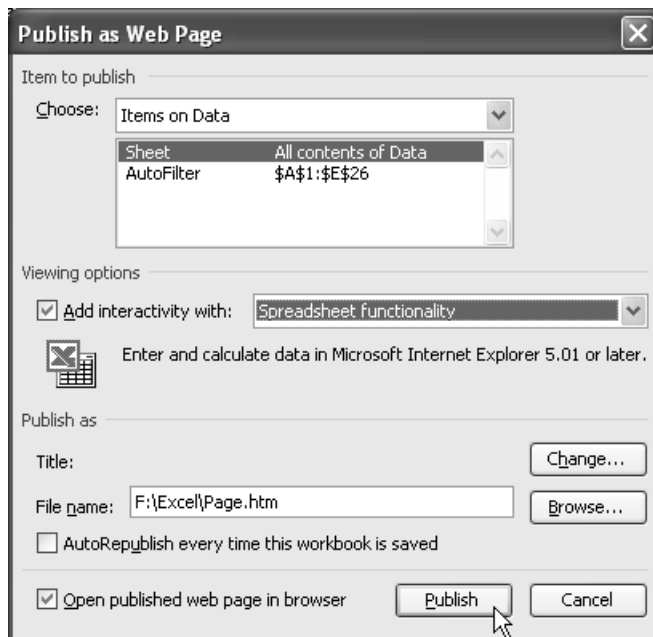 Publish as Web Page
Item to publish
Choose: Items on Data
Sheet All contents of Data
AutoFilter $A$1:$E$26
Viewing options
Add interactivity with: Spreadsheet functionality
Enter and calculate data in Microsoft Internet Explorer 5.01 or later.
Publish as
Title: Change...
File name: F:\Excel\Page.htm Browse...
AutoRepublish every time this workbook is saved
Open published web page in browser Publish Cancel